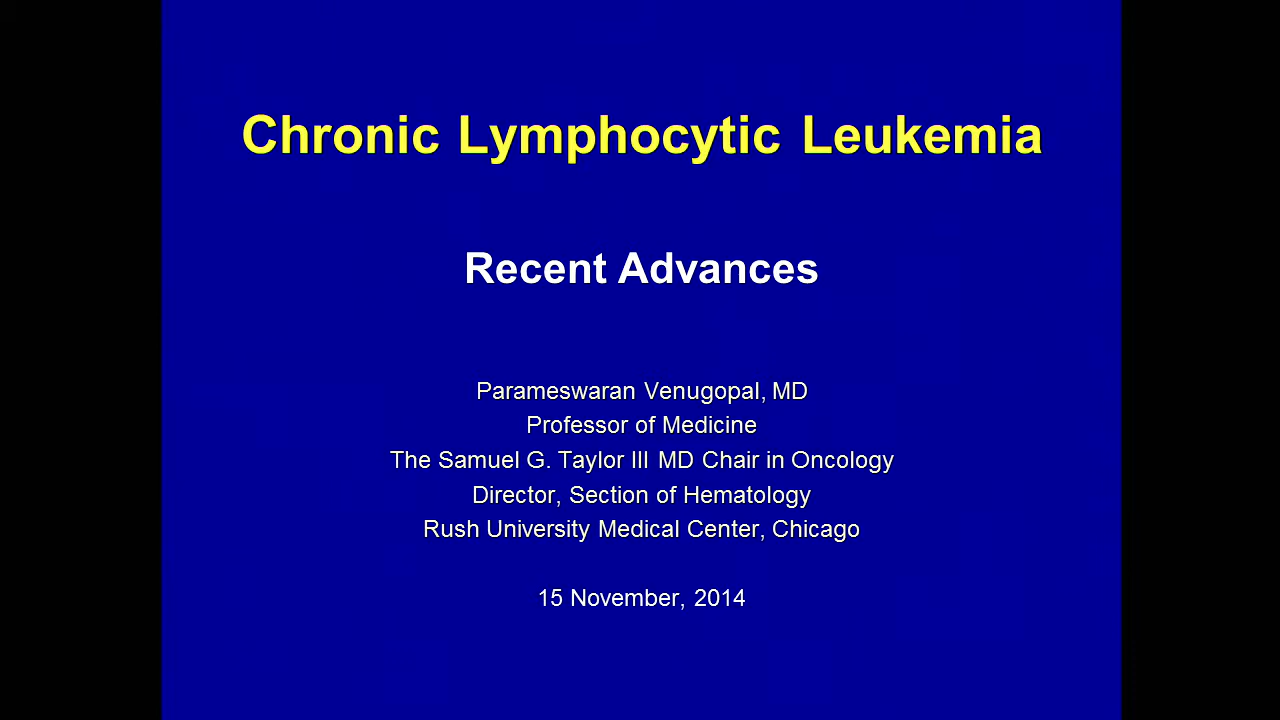 Chronic Lymphocytic Leukemia
Recent Advances
Parameswaran Venugopal, MD
Professor of Medicine
The Samuel G. Taylor III MD Chair in Oncology
Director, Section of Hematology
Rush University Medical Center, Chicago
15 November, 2014